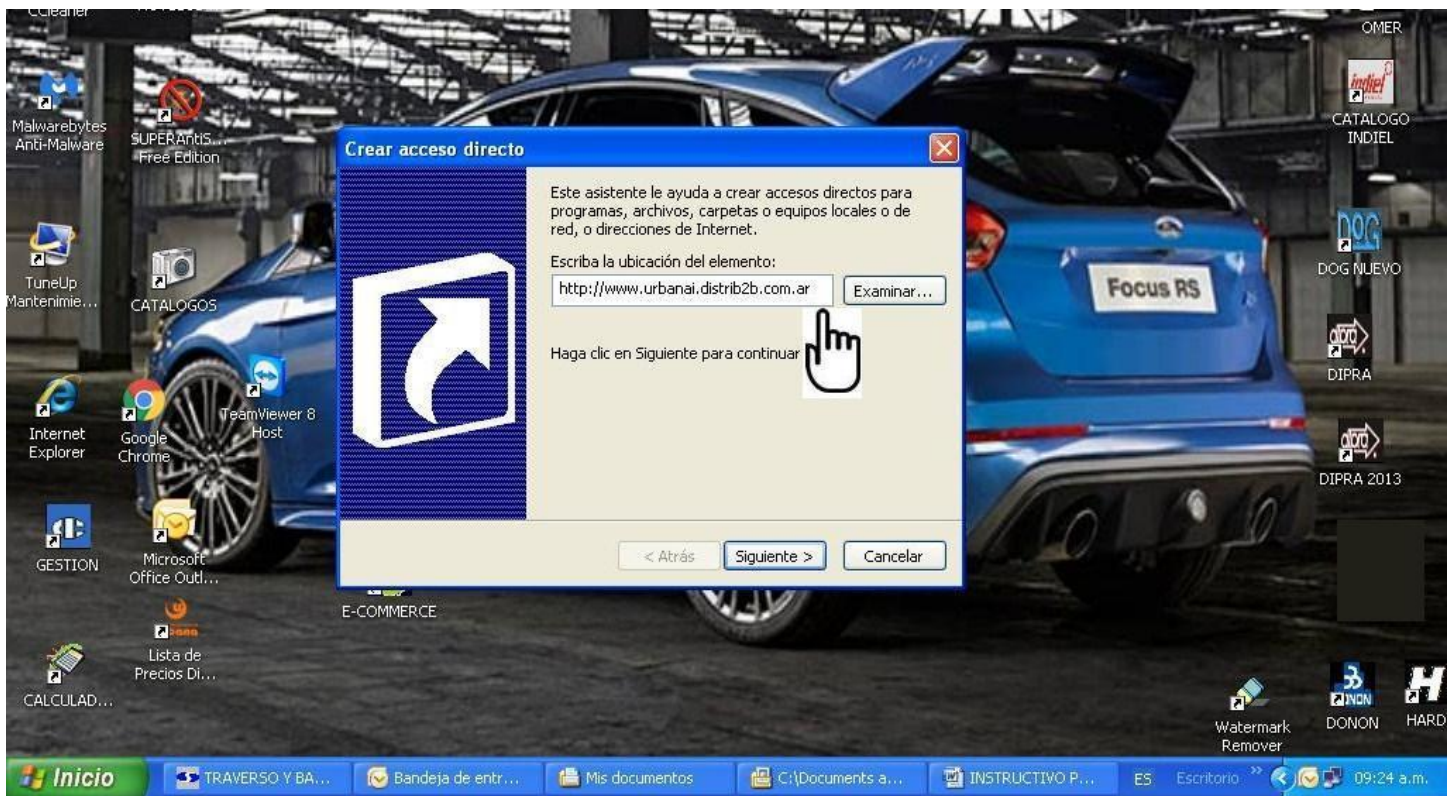 CCleaner
OMER
Malwarebytes
Anti-Malware
SUPERAntiS...
Free Edition
indiel
CATALOGO
INDIEL
TuneUp
Mantenimie...
CATALOGOS
DOG
DOG NUEVO
Crear acceso directo
Este asistente le ayuda a crear accesos directos para
programas, archivos, carpetas o equipos locales o de
red, o direcciones de Internet.
Escriba la ubicación del elemento:
http://www.urbanai.distrib2b.com.ar
Examinar...
Haga clic en Siguiente para continuar
< Atrás
Siguiente >
Cancelar
Focus RS
DIPRA
Internet
Explorer
Google
Chrome
TeamViewer 8
Host
DIPRA 2013
GESTION
Microsoft
Office Outl...
E-COMMERCE
Lista de
Precios Di...
CALCULAD...
Watermark
Remover
DONON
HARD
Inicio
TRAVERSO Y BA...
Bandeja de entr...
Mis documentos
C:\Documents a...
INSTRUCTIVO P...
ES
Escritorio
09:24 a.m.